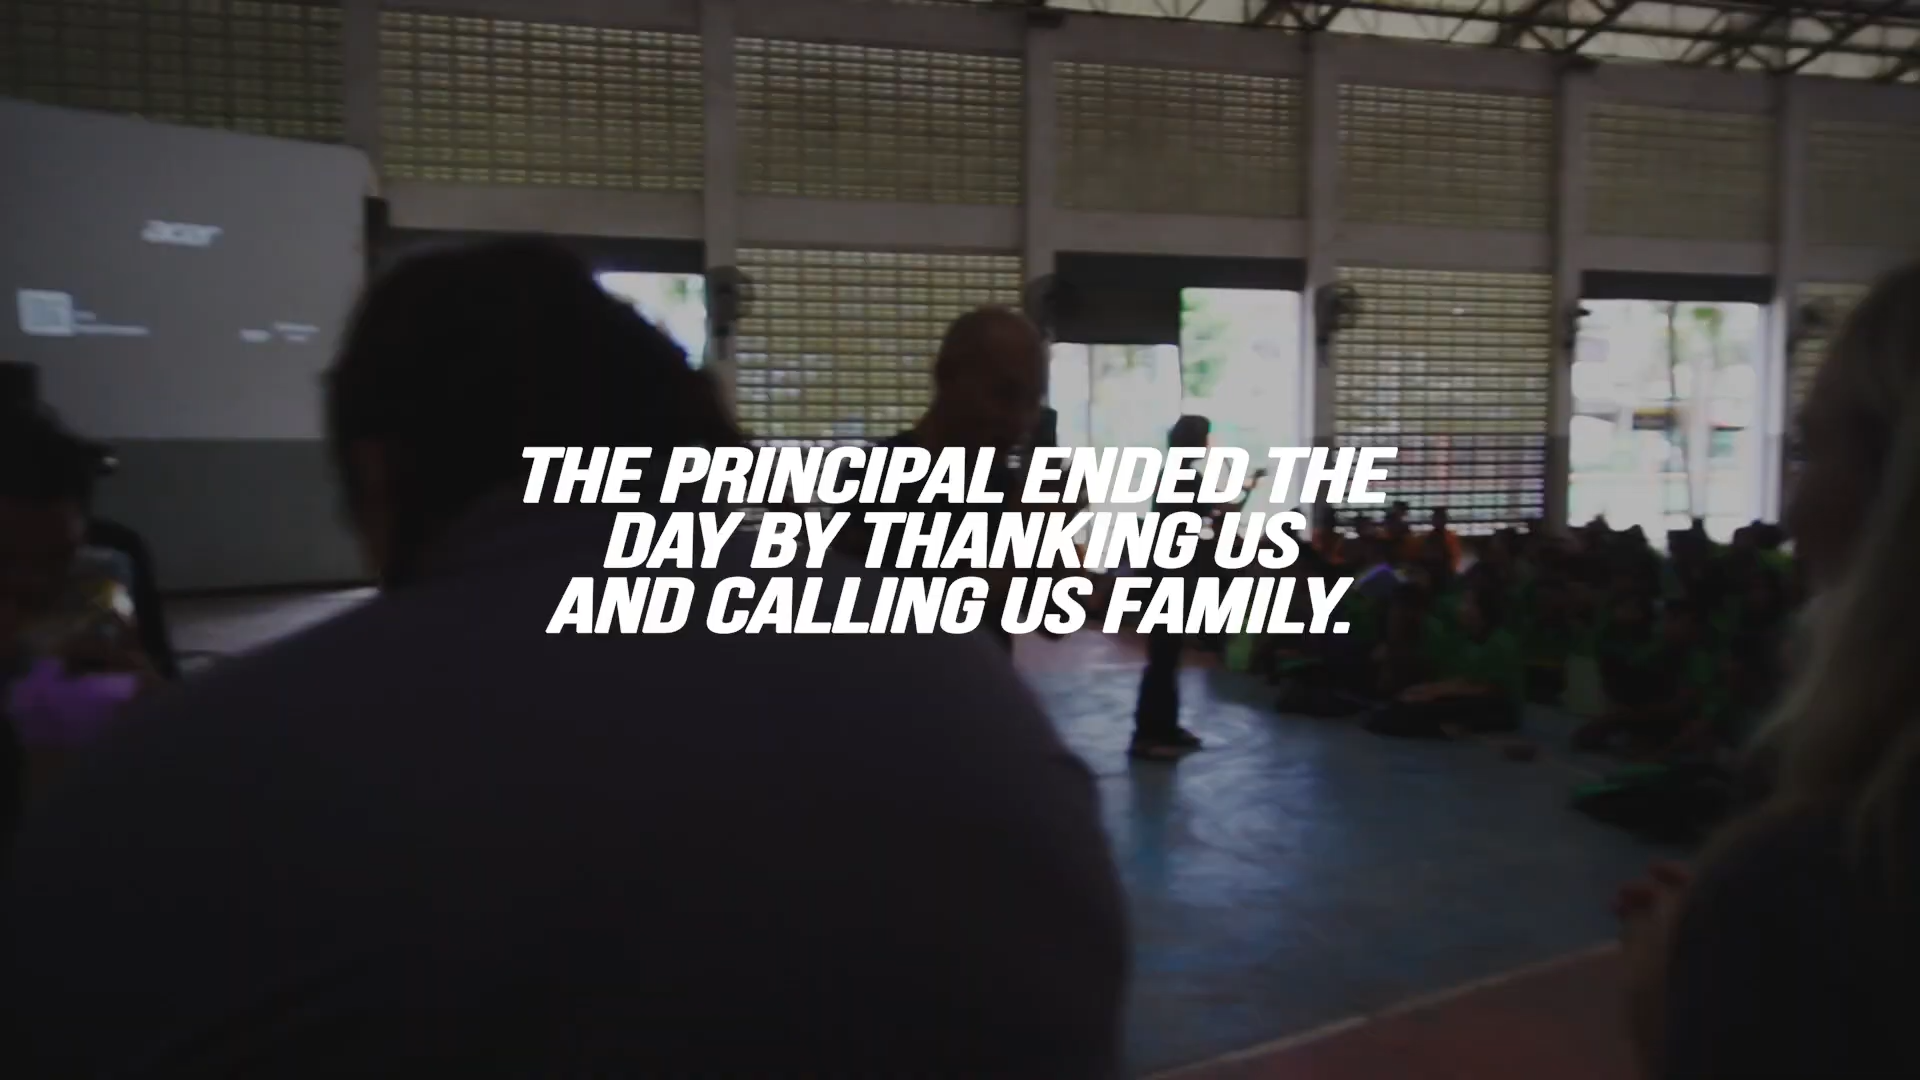 acer
THE PRINCIPAL ENDED THE
DAY BY THANKING US
AND CALLING US FAMILY.